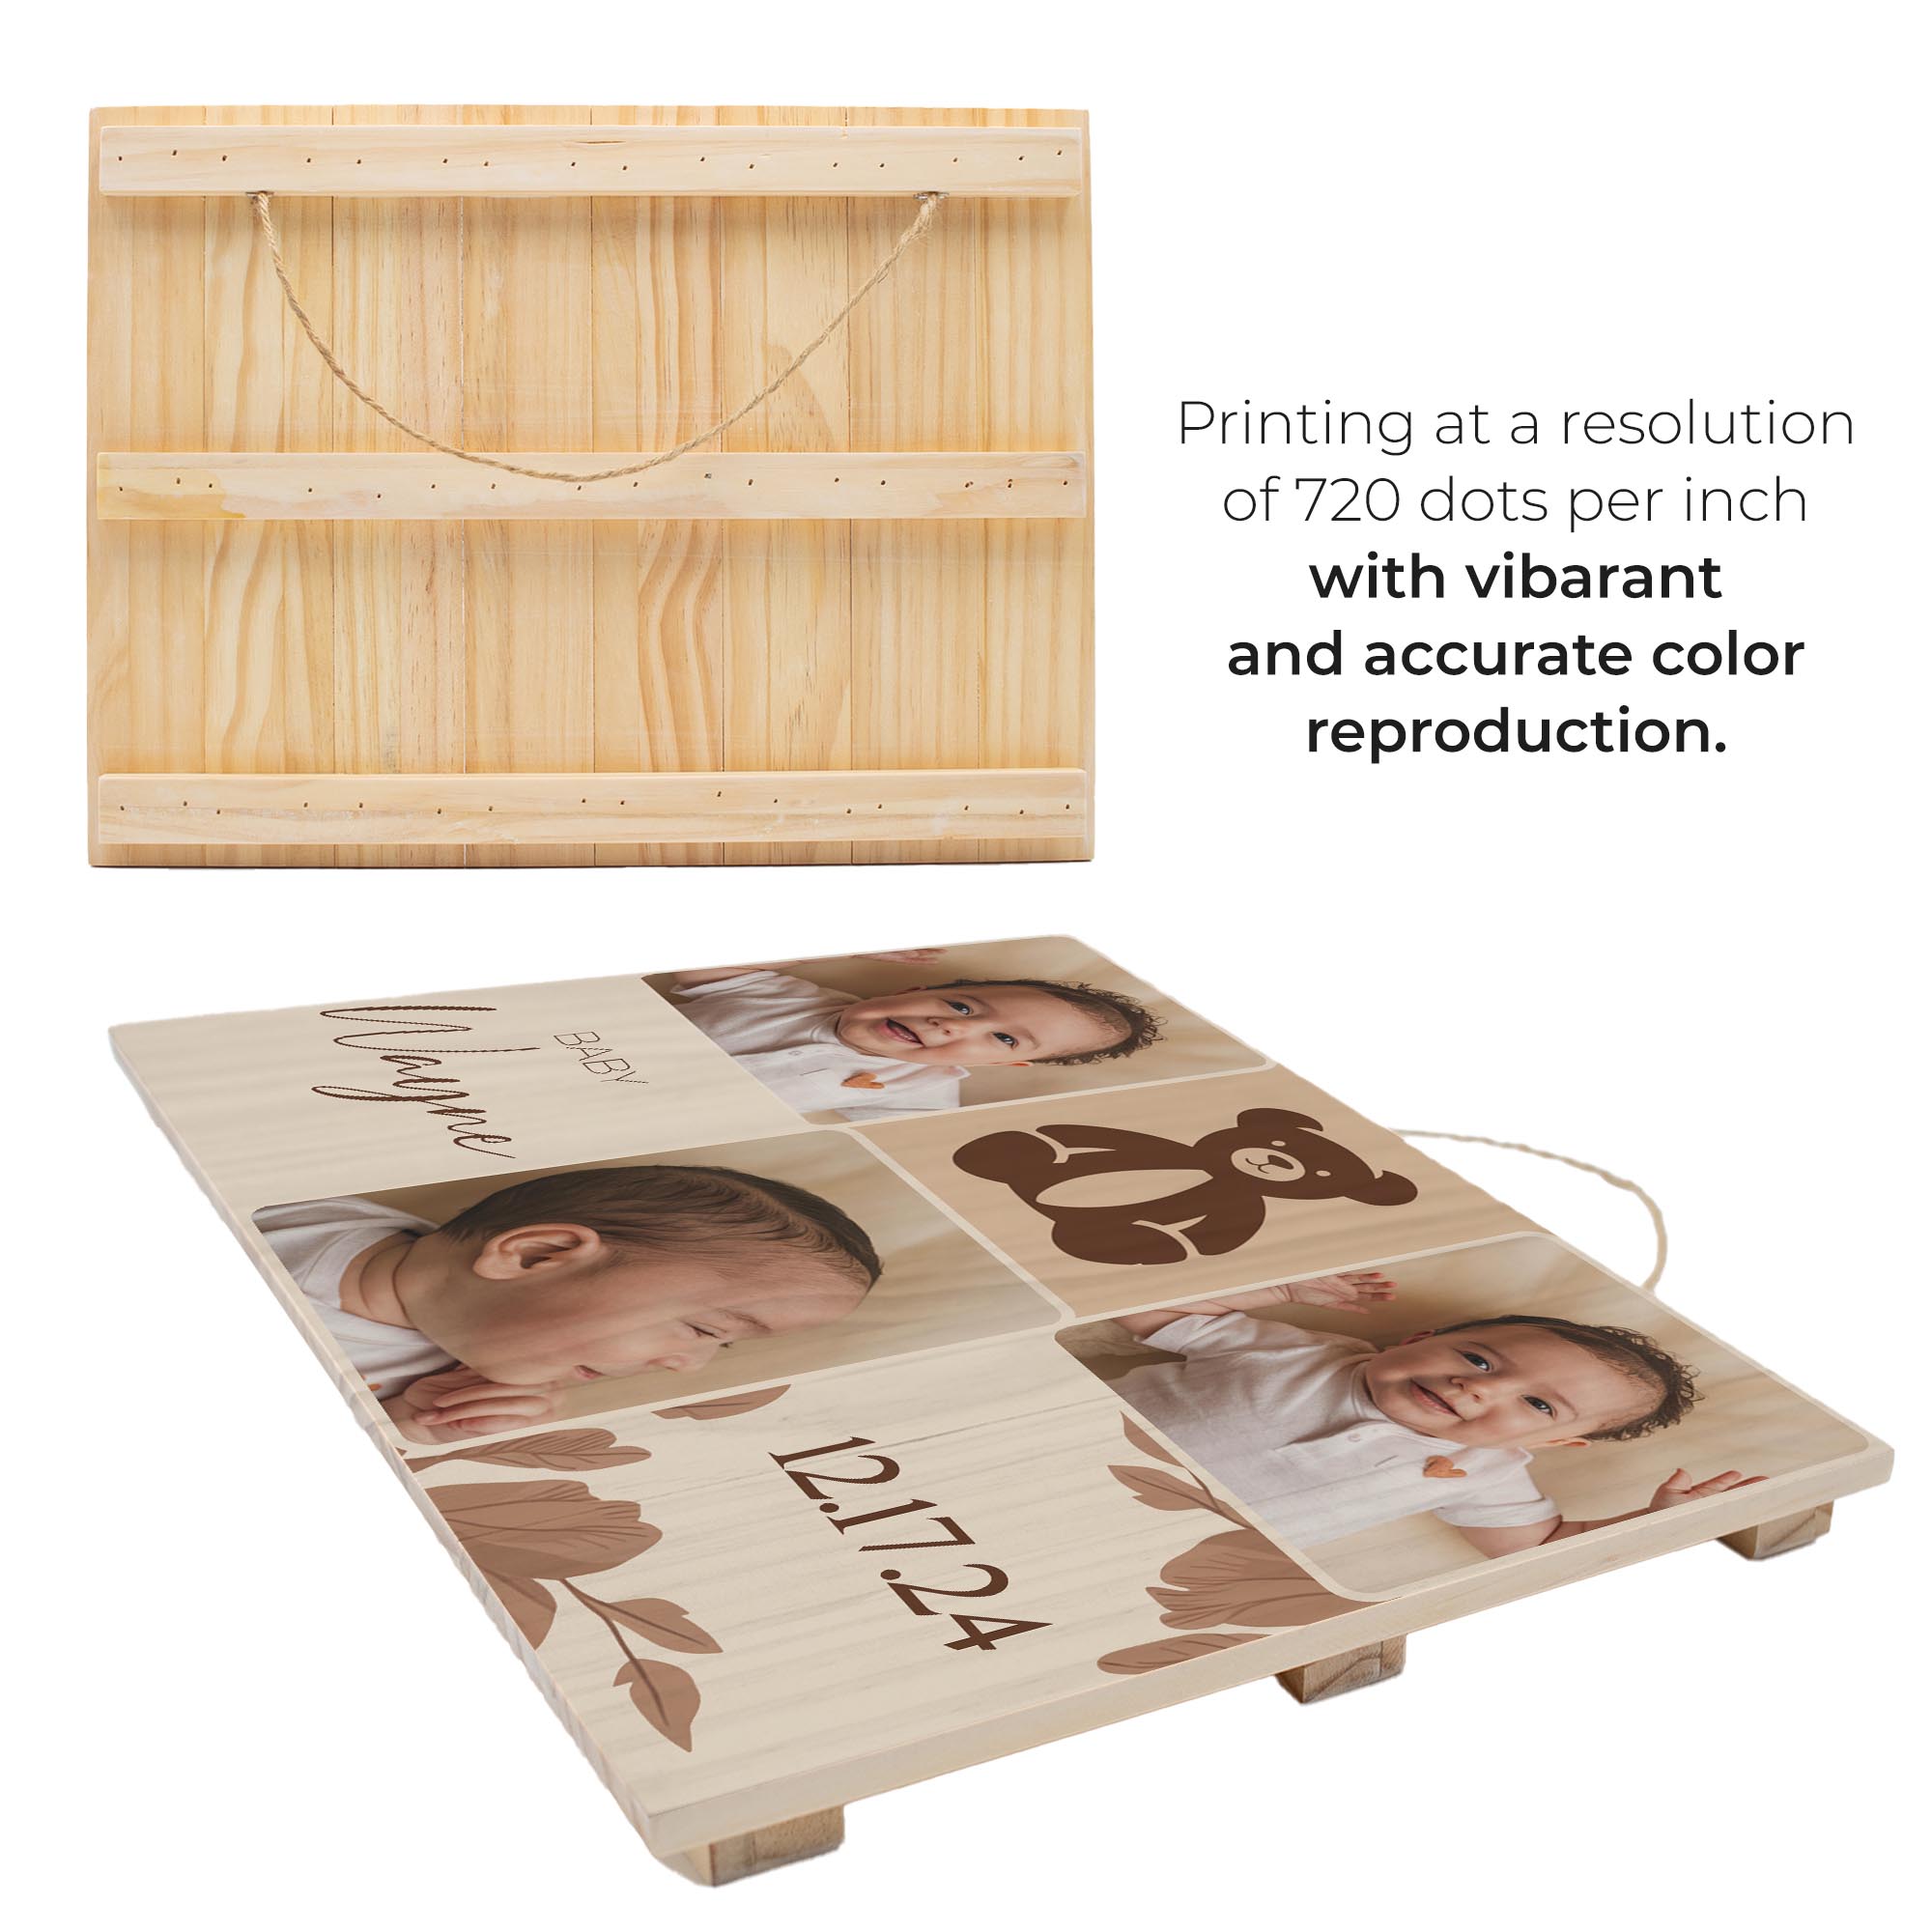 Printing at a resolution
of 720 dots per inch
with vibarant
and accurate color
reproduction.
BABY
Wayne
12.17.24